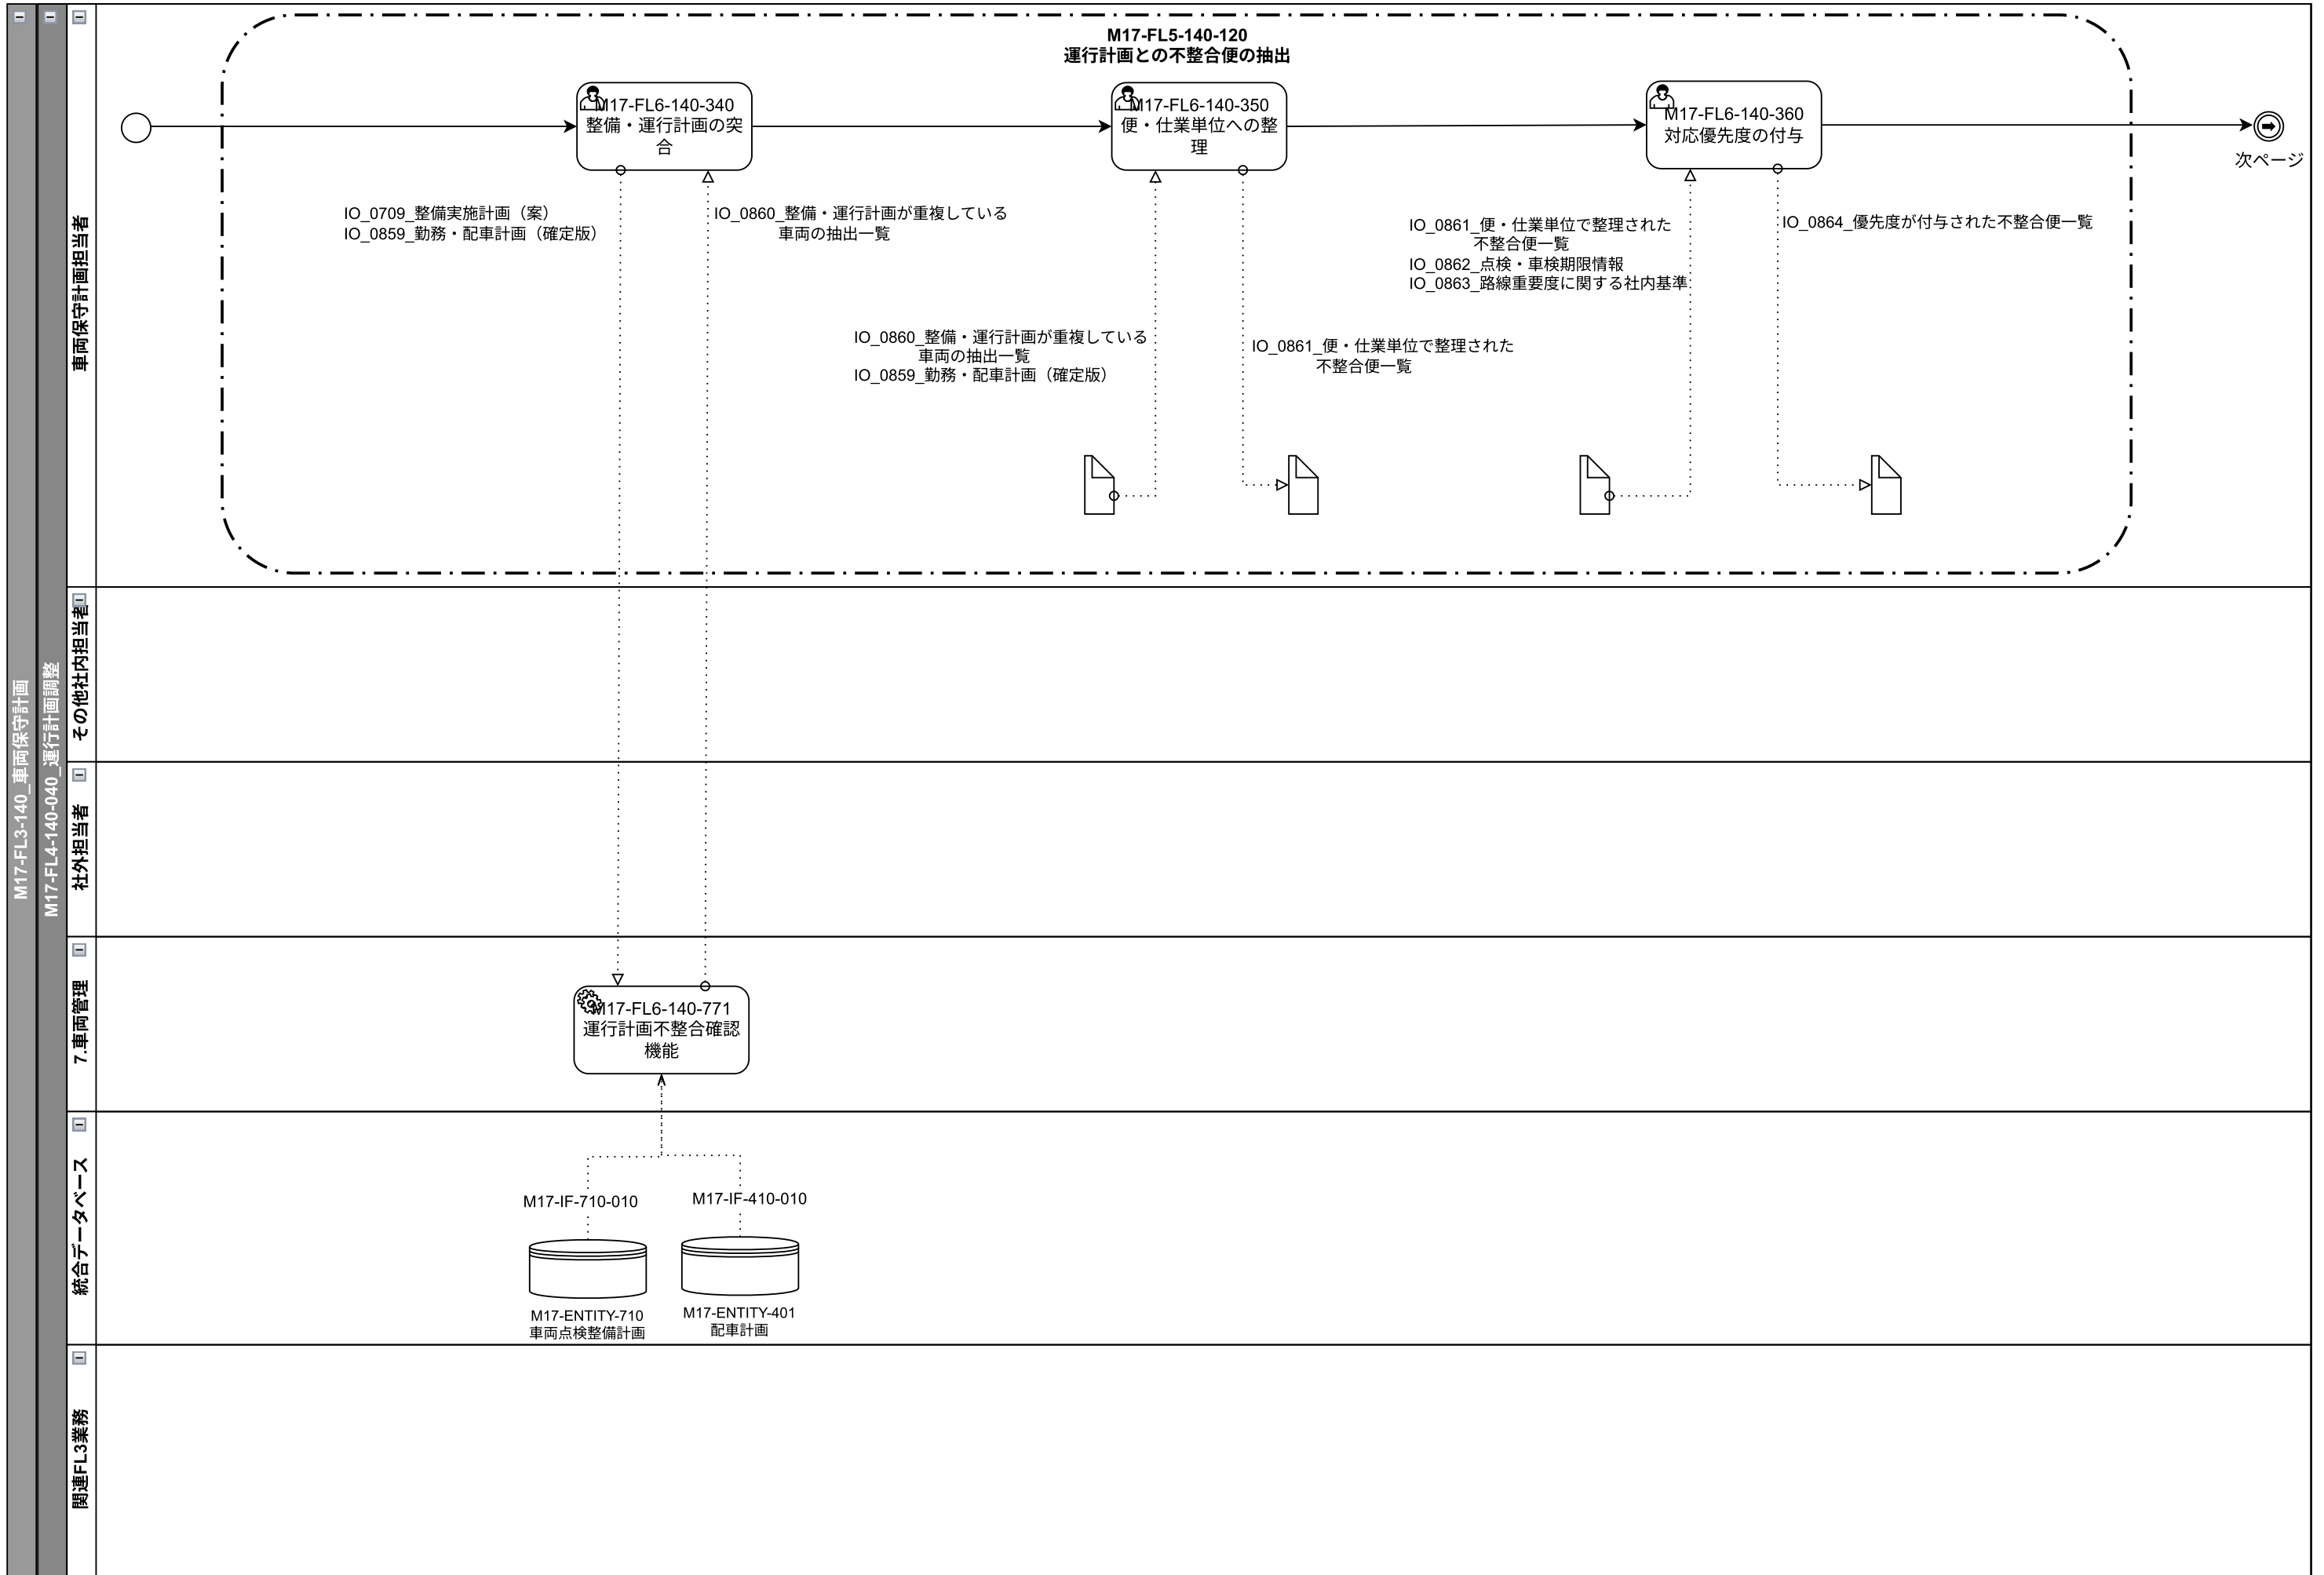 M17-FL3-140_車両保守計画
M17-FL4-140-040_運行計画調整
車両保守計画担当者
M17-FL5-140-120
運行計画との不整合便の抽出
M17-FL6-140-340
整備・運行計画の突
合
M17-FL6-140-350
便・仕業単位への整
理
M17-FL6-140-360
対応優先度の付与
次ページ
IO_0709_整備実施計画（案）
IO_0859_勤務・配車計画（確定版）
IO_0860_整備・運行計画が重複している
車両の抽出一覧
IO_0860_整備・運行計画が重複している
車両の抽出一覧
IO_0859_勤務・配車計画（確定版）
IO_0861_便・仕業単位で整理された
不整合便一覧
IO_0861_便・仕業単位で整理された
不整合便一覧
IO_0862_点検・車検期限情報
IO_0863_路線重要度に関する社内基準
IO_0864_優先度が付与された不整合便一覧
その他社内担当者
社外担当者
7.車両管理
M17-FL6-140-771
運行計画不整合確認
機能
統合データベース
M17-IF-710-010
M17-IF-410-010
M17-ENTITY-710
車両点検整備計画
M17-ENTITY-401
配車計画
関連FL3業務